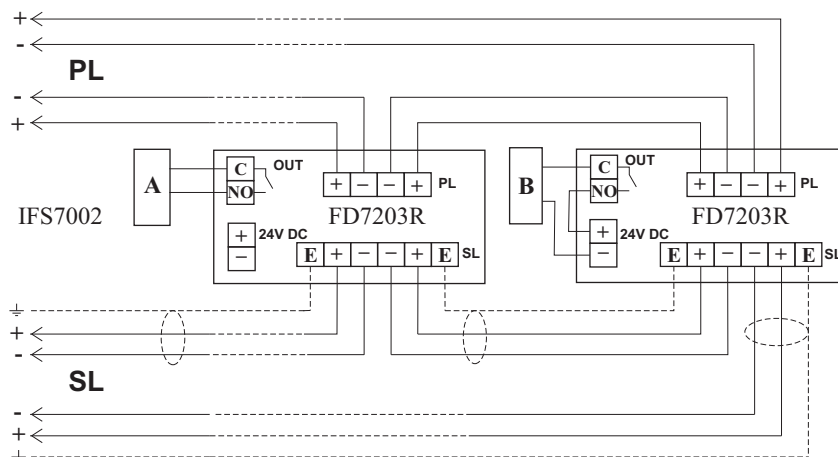 +
-
PL
-
+
IFS7002
A
C
NO
OUT
+ - - +
PL
FD7203R
+
-
24V DC
E + - - + E
SL
B
C
NO
OUT
+ - - +
PL
FD7203R
+
-
24V DC
E + - - + E
SL
+
-
SL
-
+